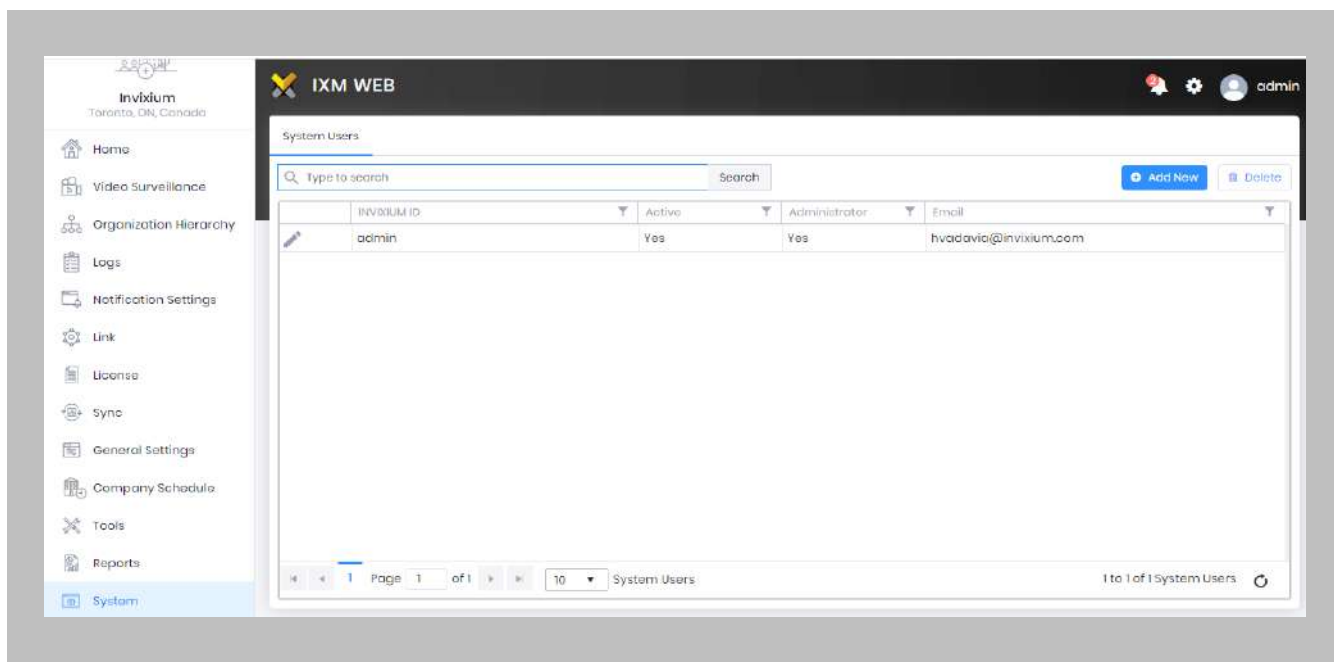 Invixium
Toronto, ON, Canada
Home
Video Surveillance
Organization Hierarchy
Logs
Notification Settings
Link
License
Sync
General Settings
Company Schedule
Tools
Reports
System
IXM WEB
admin
System Users
Type to search Search Add New Delete
INVIXIUM ID Active Administrator Email
admin Yes Yes hvadavia@invixium.com
1 Page 1 of 1 10 System Users 1 to 1 of 1 System Users